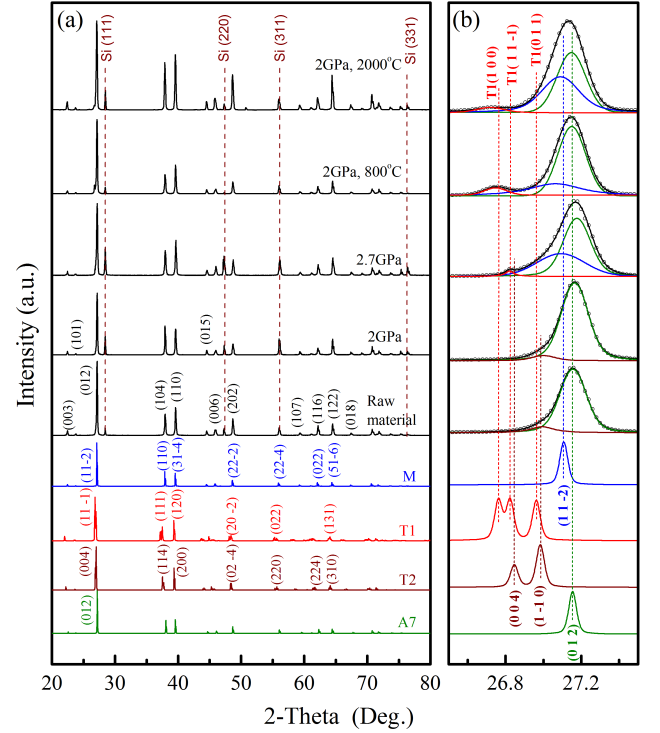 (a)
Si (111)
Si (220)
Si (311)
Si (331)
2GPa, 2000°C
2GPa, 800°C
2.7GPa
2GPa
(101)
(015)
Raw
material
(003)
(012)
(104)
(110)
(006)
(202)
(107)
(116)
(122)
(018)
M
(11-2)
(110)
(31-4)
(22-2)
(22-4)
(022)
(51-6)
T1
(11 -1)
(111)
(120)
(20 -2)
(022)
(131)
T2
(004)
(114)
(200)
(02 -4)
(220)
(224)
(310)
A7
(012)
Intensity (a.u.)
20 30 40 50 60 70 80
2-Theta (Deg.)
(b)
T1(1 0 0)
T1(1 1 -1)
T1(0 1 1)
(1 1 -2)
(0 0 4)
(1 -1 0)
(0 1 2)
26.8 27.2